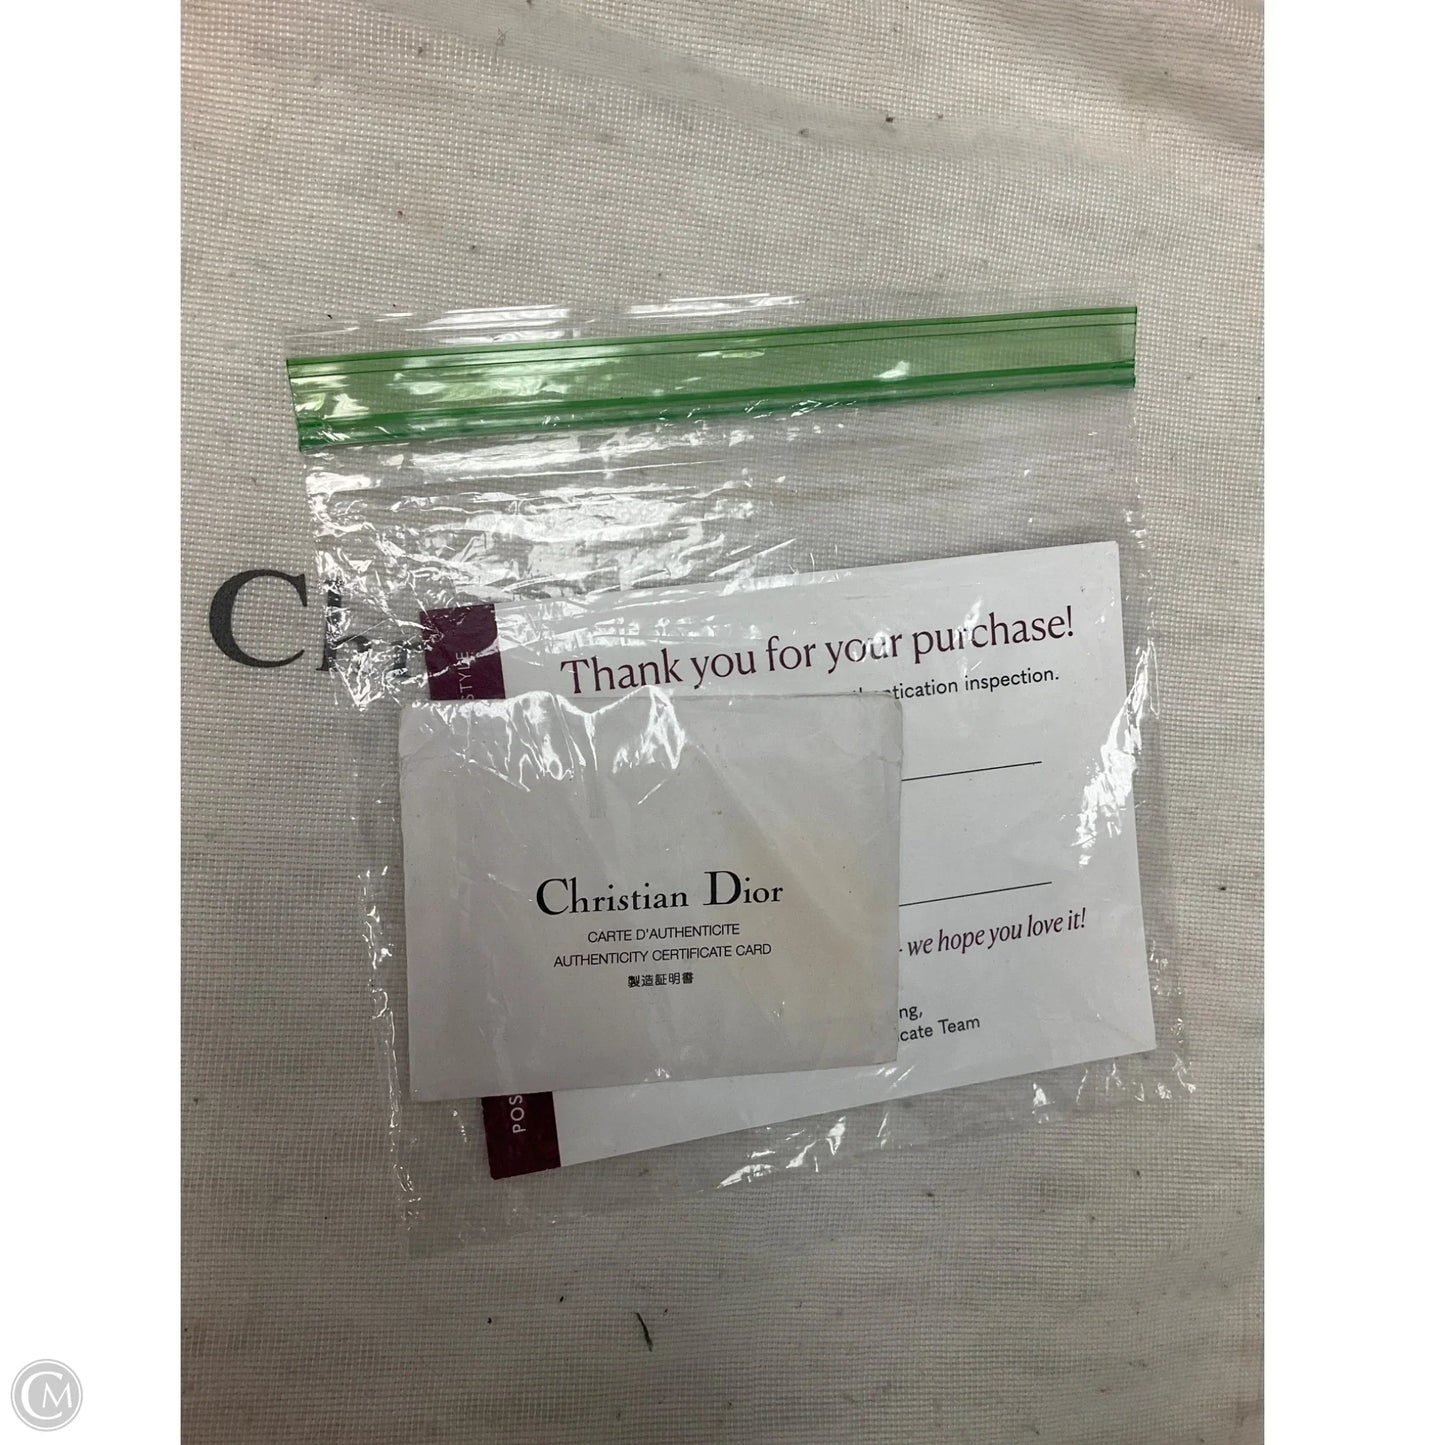 Ch
STYLE
Thank you for your purchase!
inspection.
Christian Dior
CARTE D'AUTHENTICITE
AUTHENTICITY CERTIFICATE CARD
製造証明書
we hope you love it!
ng,
cate Team
POS
CM